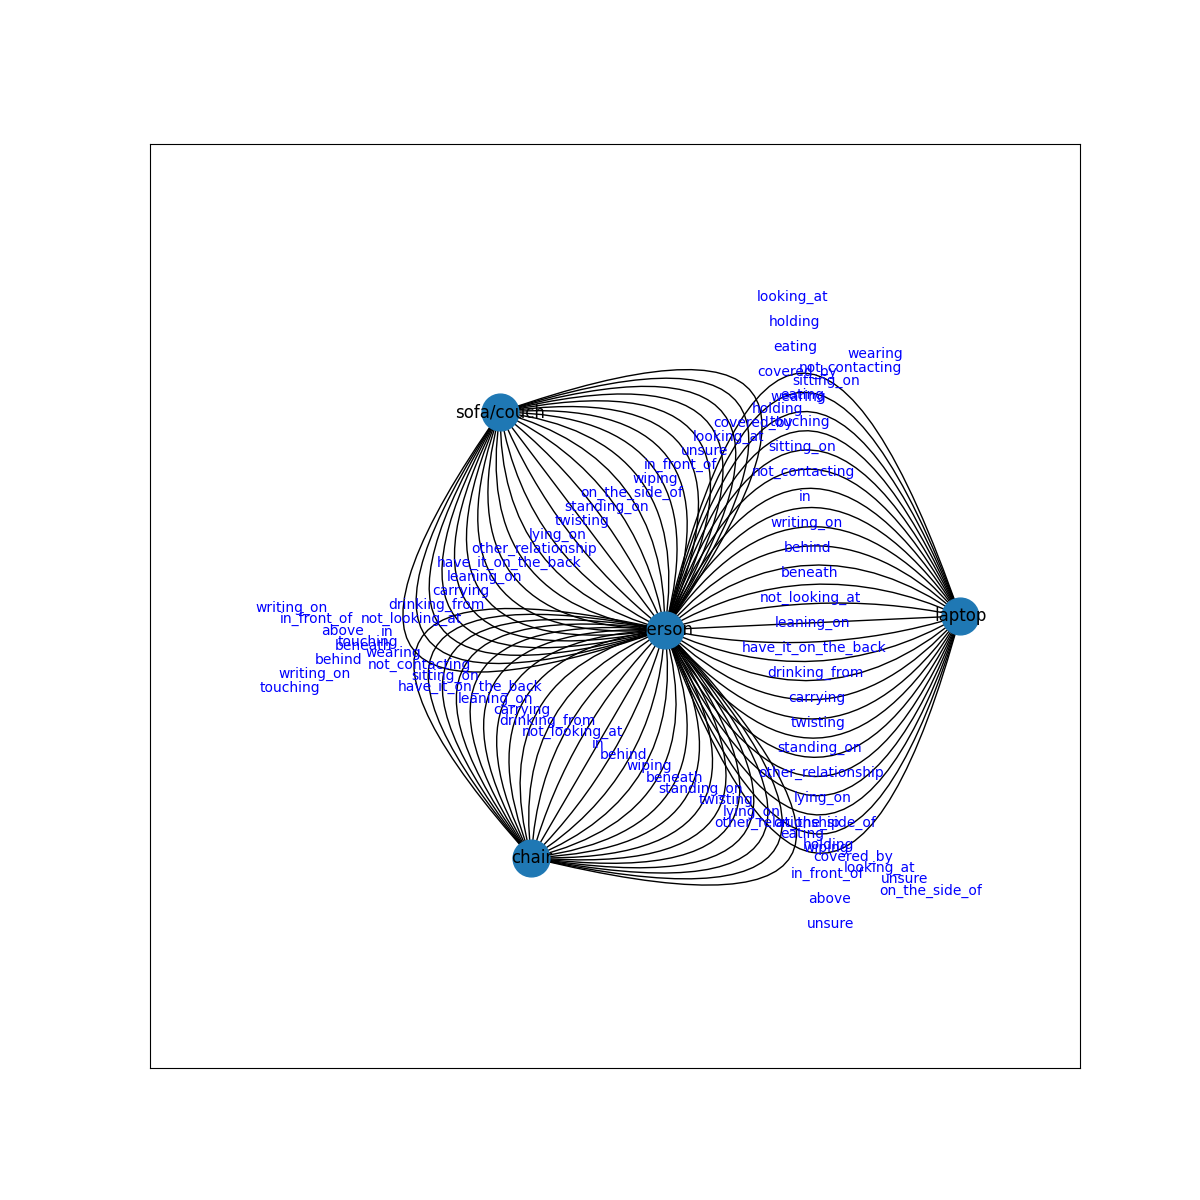 looking_at
holding
eating
wearing
not_contacting
covered_by
sitting_on
eating
wearing
holding
sofa/couch
touching
covered_by
looking_at
sitting_on
unsure
in_front_of
not_contacting
wiping
on_the_side_of
in
standing_on
twisting
writing_on
lying_on
behind
other_relationship
have_it_on_the_back
beneath
leaning_on
carrying
not_looking_at
drinking_from
writing_on
in_front_of
not_looking_at
laptop
leaning_on
above
in
person
touching
beneath
have_it_on_the_back
wearing
behind
not_contacting
drinking_from
writing_on
sitting_on
touching
have_it_on_the_back
leaning_on
carrying
carrying
drinking_from
twisting
not_looking_at
in
standing_on
behind
wiping
other_relationship
beneath
standing_on
lying_on
twisting
lying_on
other_relationship
on_the_side_of
eating
holding
wiping
chair
covered_by
looking_at
in_front_of
unsure
on_the_side_of
above
unsure